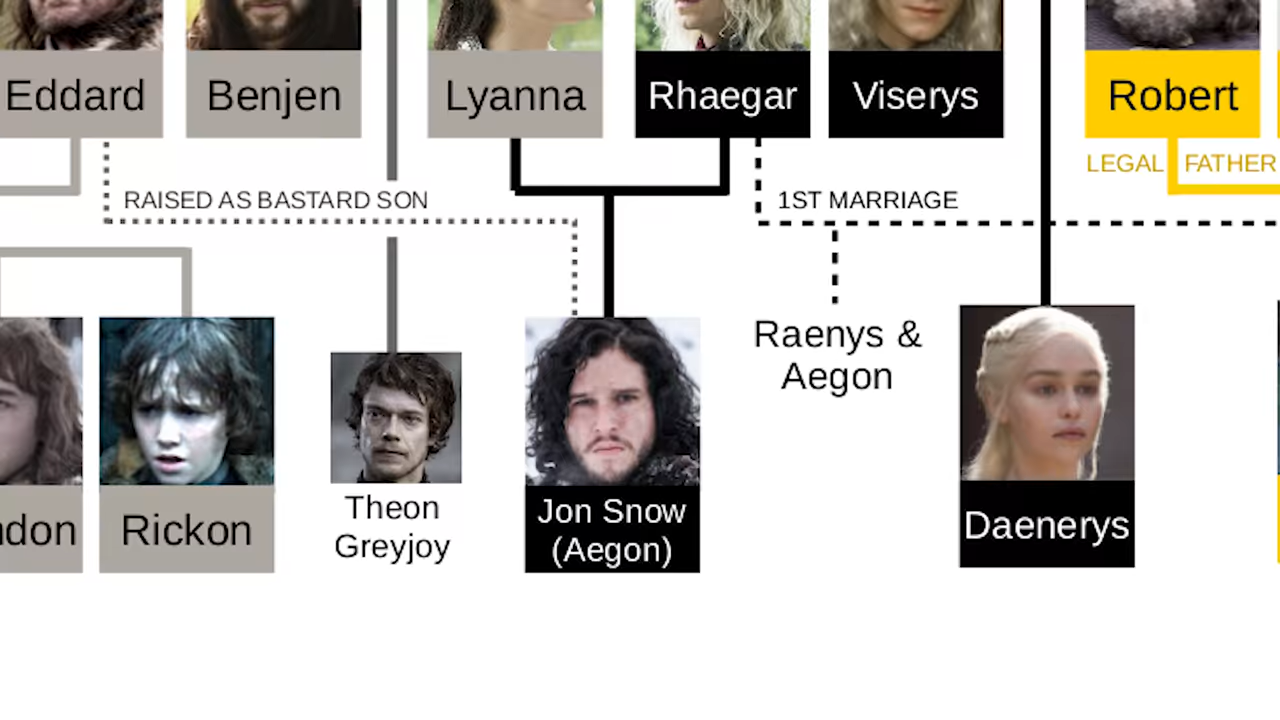 Eddard
Benjen
Lyanna
Rhaegar
Viserys
Robert
LEGAL FATHER
RAISED AS BASTARD SON
1ST MARRIAGE
Raenys &
Aegon
ndon
Rickon
Theon
Greyjoy
Jon Snow
(Aegon)
Daenerys